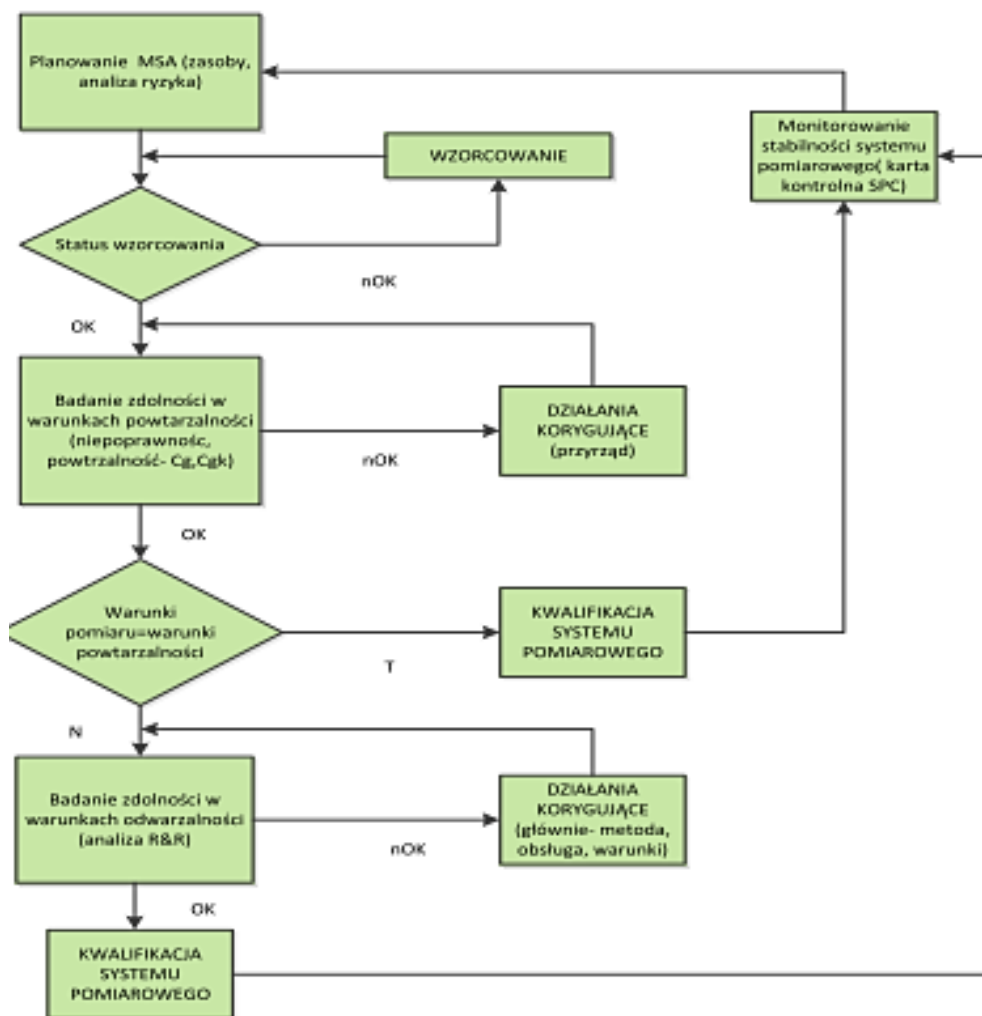 Planowanie MSA (zasoby,
analiza ryzyka)
Monitorowanie
stabilności systemu
pomiarowego( karta
kontrolna SPC)
WZORCOWANIE
Status wzorcowania
nOK
OK
Badanie zdolności w
warunkach powtarzalności
(niepoprawnośc,
powtrzalność- Cg,Cgk)
DZIAŁANIA
KORYGUJĄCE
(przyrząd)
nOK
OK
Warunki
pomiaru=warunki
powtarzalności
KWALIFIKACJA
SYSTEMU
POMIAROWEGO
T
N
Badanie zdolności w
warunkach odwarzalności
(analiza R&R)
DZIAŁANIA
KORYGUJĄCE
(głównie- metoda,
obsługa, warunki)
nOK
OK
KWALIFIKACJA
SYSTEMU
POMIAROWEGO